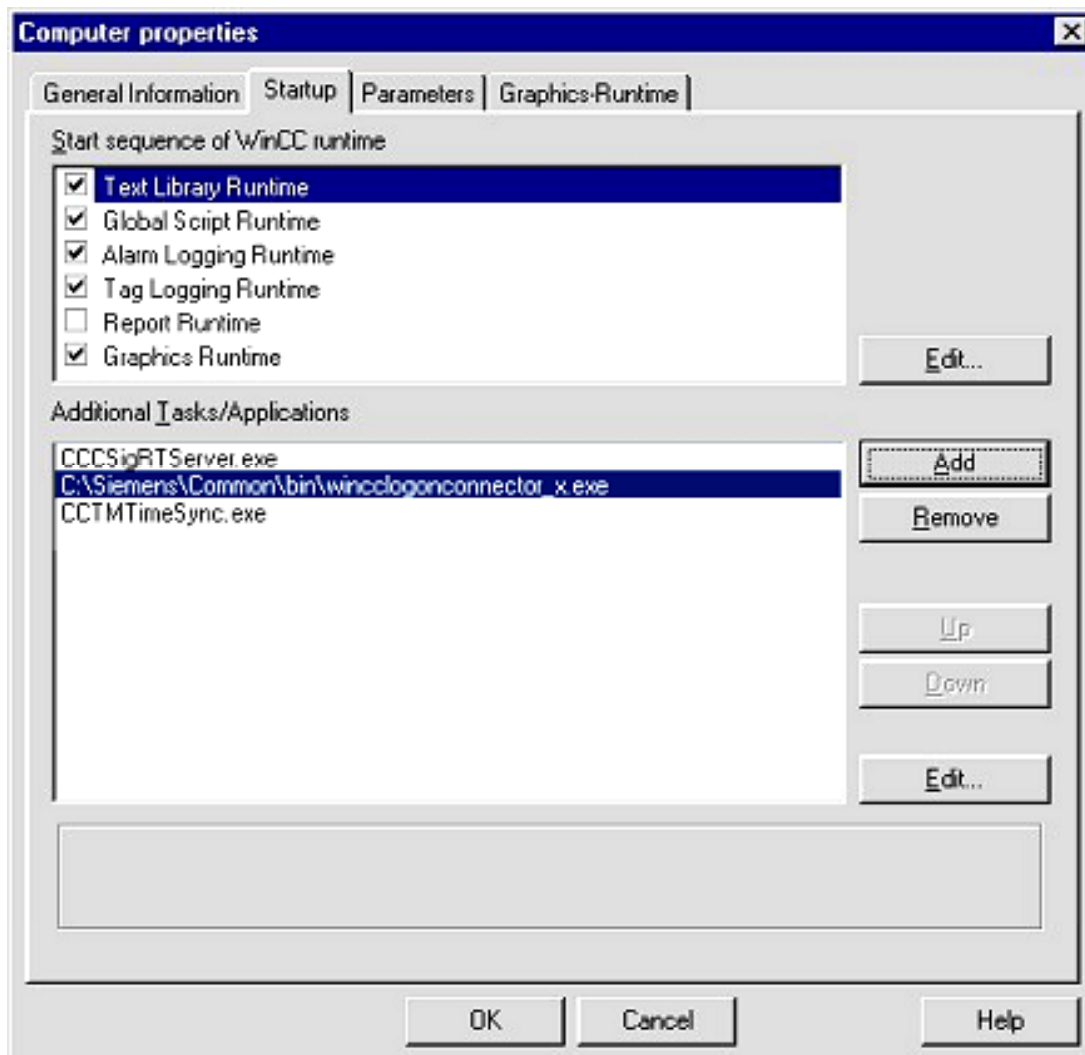 Computer properties
General Information Startup Parameters Graphics-Runtime
Start sequence of WinCC runtime
Text Library Runtime
Global Script Runtime
Alarm Logging Runtime
Tag Logging Runtime
Report Runtime
Graphics Runtime
Edit...
Additional Tasks/Applications
CCCSigRTServer.exe
Add
C:\Siemens\Common\bin\wincclogonconnector_x.exe
CCTMTimeSync.exe
Remove
Up
Down
Edit...
OK Cancel Help